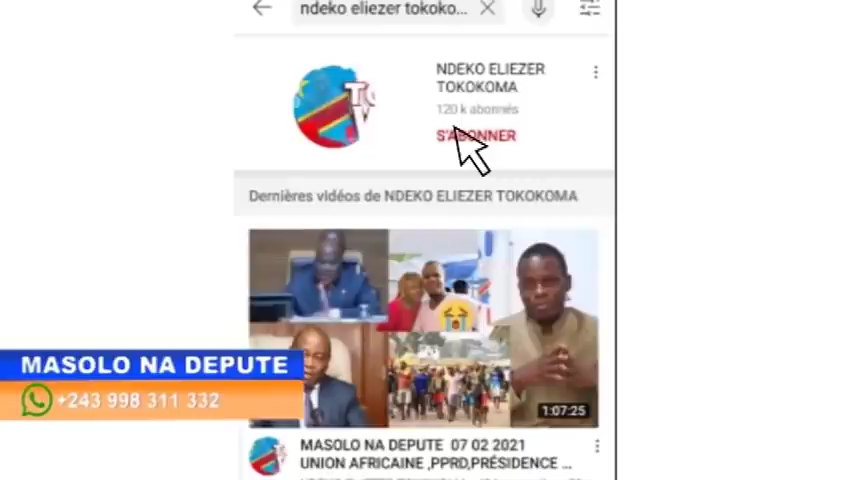 ndeko eliezer tokoko...
NDEKO ELIEZER
TOKOKOMA
120 k abonnés
S'ABONNER
Dernières vidéos de NDEKO ELIEZER TOKOKOMA
MASOLO NA DEPUTE
+243 998 311 332
1:07:25
MASOLO NA DEPUTE 07 02 2021
UNION AFRICAINE ,PPRD,PRÉSIDENCE ...